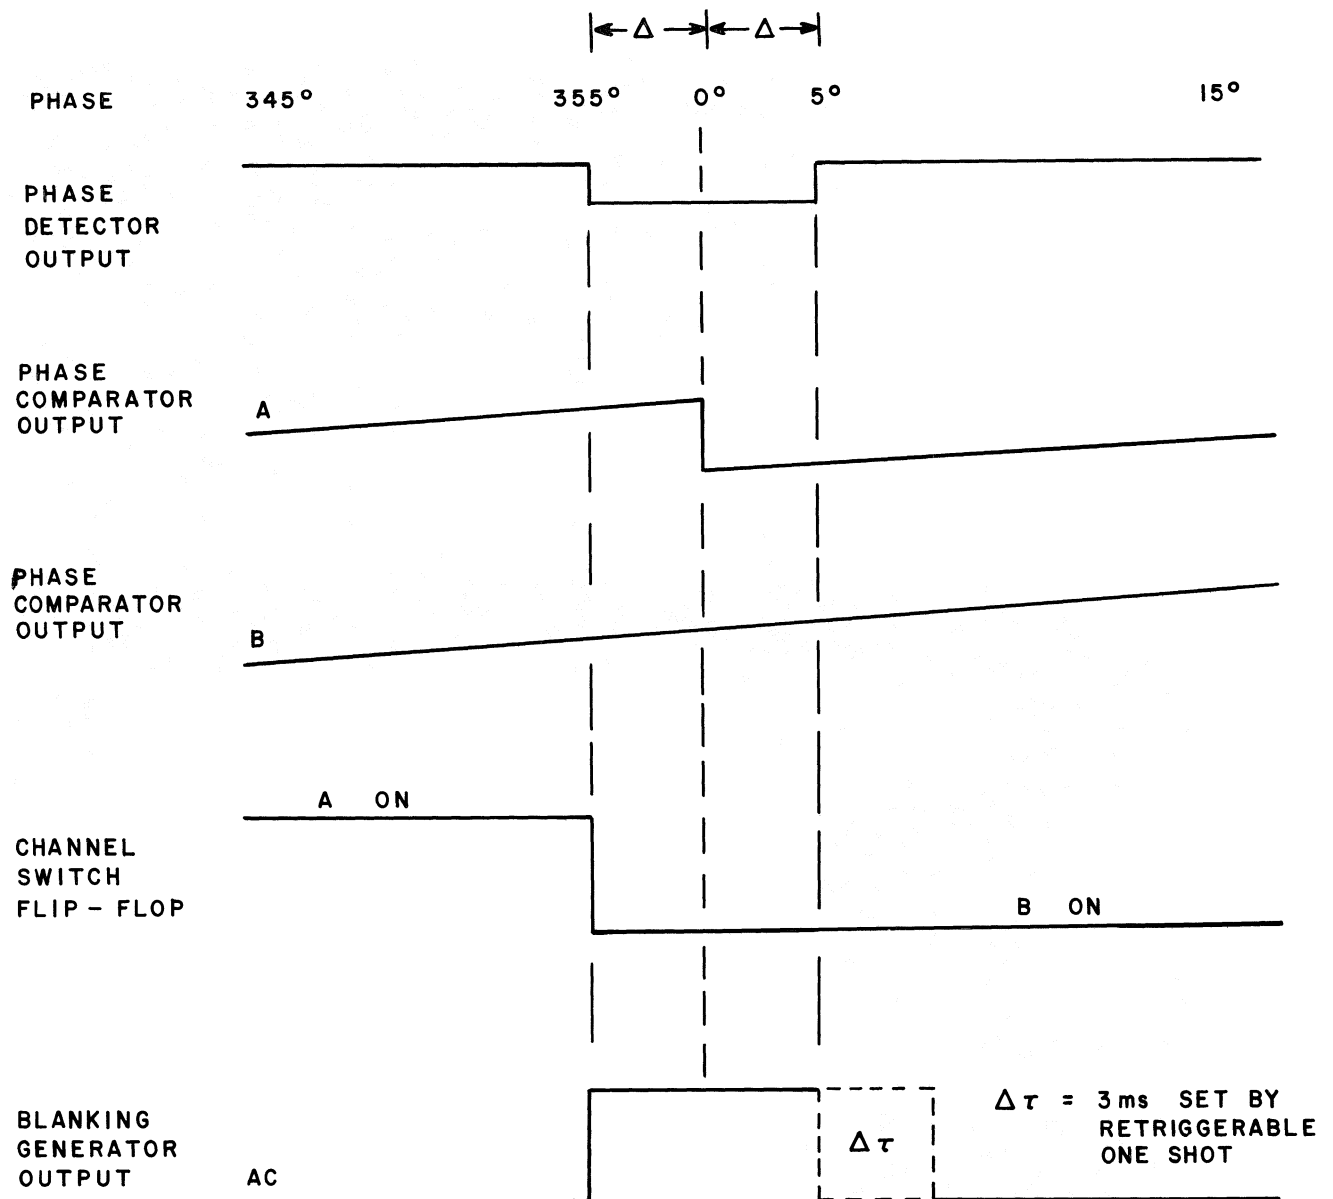 Δ Δ
PHASE 345° 355° 0° 5° 15°
PHASE
DETECTOR
OUTPUT
PHASE
COMPARATOR
OUTPUT
A
PHASE
COMPARATOR
OUTPUT
B
A ON
CHANNEL
SWITCH
FLIP - FLOP
B ON
BLANKING
GENERATOR
OUTPUT
AC
Δτ
Δτ = 3ms SET BY
RETRIGGERABLE
ONE SHOT